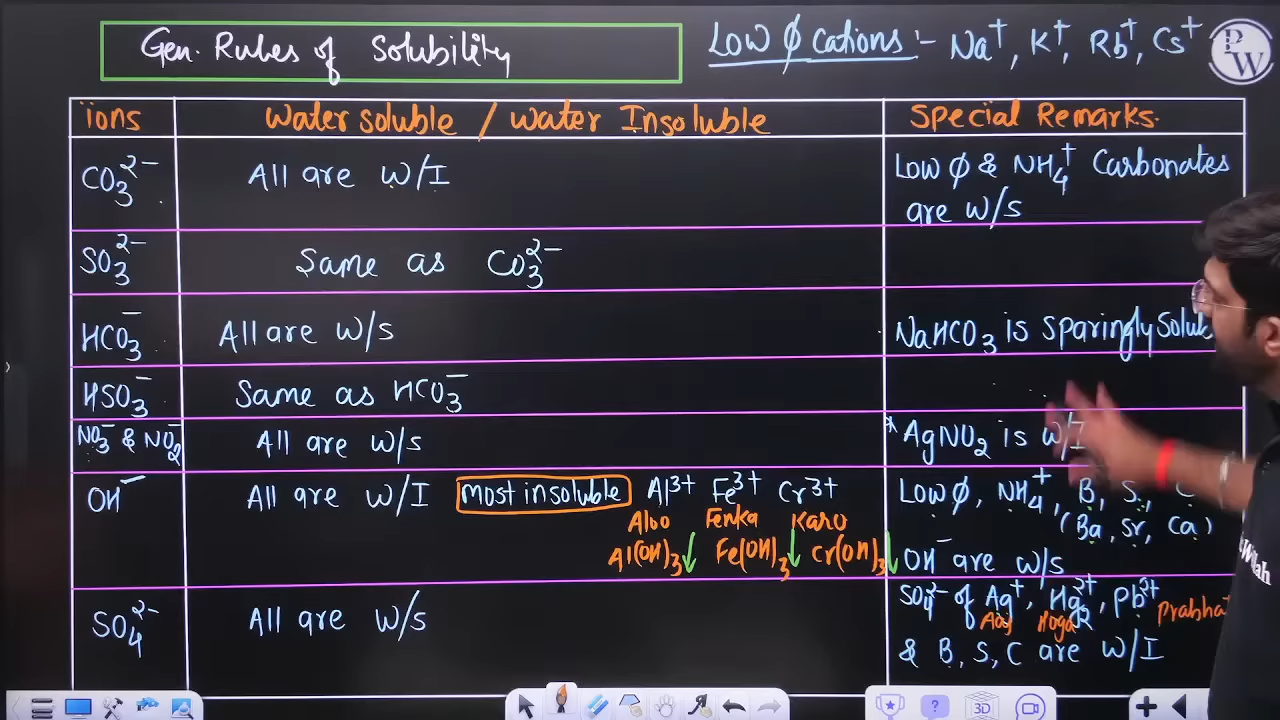 Gen. Rules of Solubility
Low ϕ cations :- Na⁺, K⁺, Rb⁺, Cs⁺
PW
ions
Water soluble / Water Insoluble
Special Remarks.
CO₃²⁻
All are W/I
Low ϕ & NH₄⁺ Carbonates
are W/s
SO₃²⁻
Same as CO₃²⁻
HCO₃⁻
All are W/s
NaHCO₃ is Sparingly
HSO₃⁻
Same as HCO₃⁻
NO₃⁻ & NO₂⁻
All are W/s
*AgNO₂ is W/I
OH⁻
All are W/I most insoluble Al³⁺ Fe³⁺ Cr³⁺
Aloo Fenka Karo
Al(OH)₃↓ Fe(OH)₃↓ Cr(OH)₃↓
Low ϕ, NH₄⁺, B, S, C
(Ba, Sr, Ca)
OH⁻ are W/s
SO₄²⁻
All are W/s
SO₄²⁻ of Ag⁺, Hg₂²⁺, Pb²⁺
Aaj Hoga
& B, S, C are W/I
3D